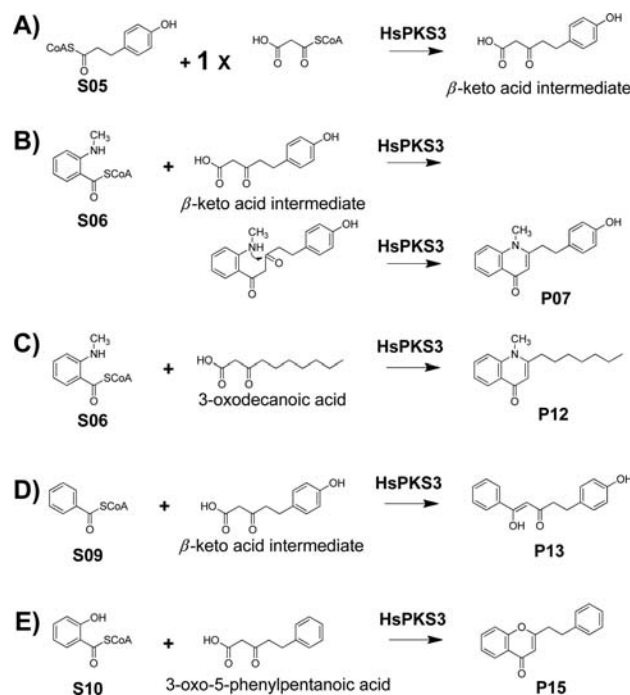 A)
OH
CoAS
O
S05
+ 1 x
HO
SCoA
O O
HsPKS3
HO
O O
OH
β-keto acid intermediate
B)
CH3
NH
SCoA
O
S06
+
HO
O O
OH
β-keto acid intermediate
HsPKS3
CH3
NH
O
O
OH
HsPKS3
CH3
N
O
OH
P07
C)
CH3
NH
SCoA
O
S06
+
HO
O O
3-oxodecanoic acid
HsPKS3
CH3
N
O
P12
D)
SCoA
O
S09
+
HO
O O
OH
β-keto acid intermediate
HsPKS3
OH O
OH
P13
E)
OH
SCoA
O
S10
+
HO
O O
3-oxo-5-phenylpentanoic acid
HsPKS3
O
O
P15